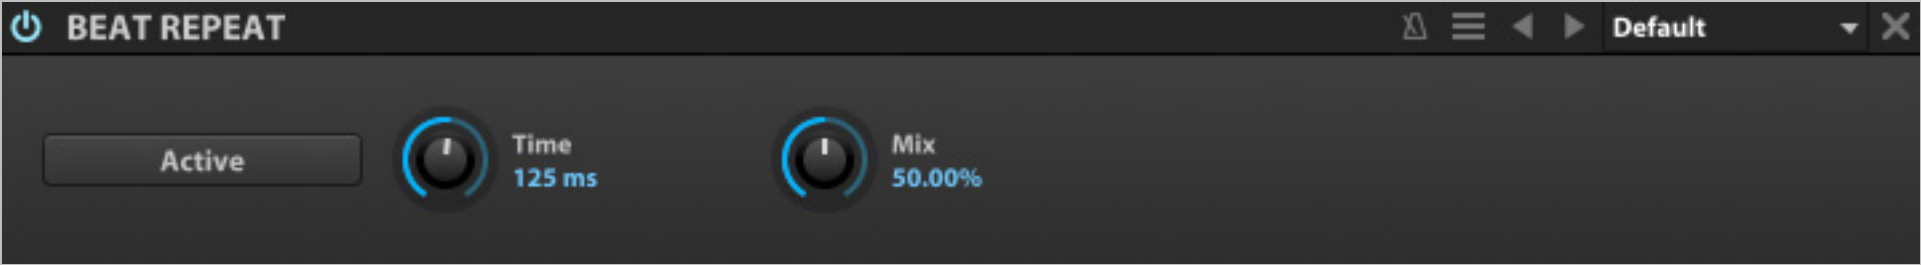 BEAT REPEAT
Default
Active
Time
125 ms
Mix
50.00%